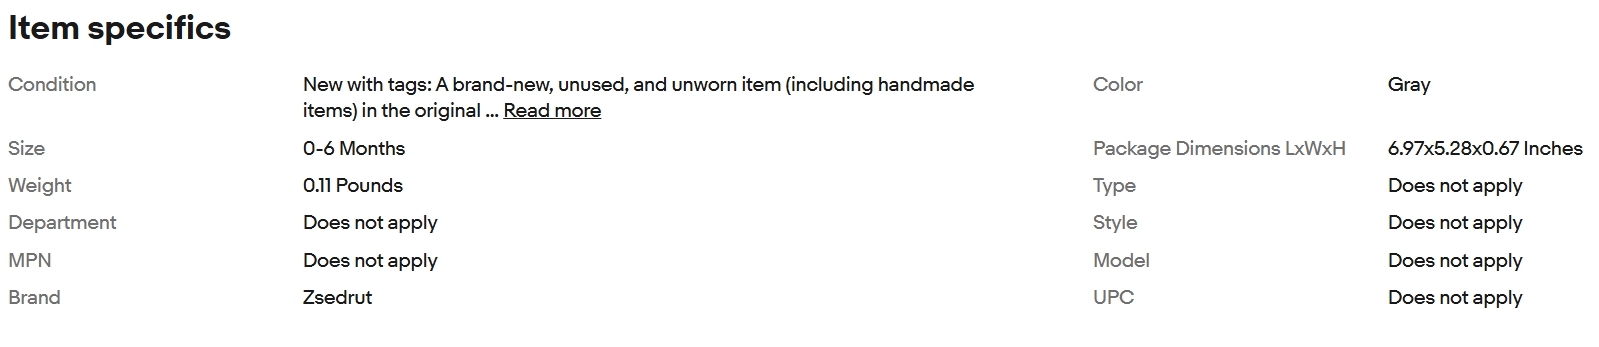 Item specifics
Condition
New with tags: A brand-new, unused, and unworn item (including handmade
items) in the original ... Read more
Color
Gray
Size
0-6 Months
Package Dimensions LxWxH
6.97x5.28x0.67 Inches
Weight
0.11 Pounds
Type
Does not apply
Department
Does not apply
Style
Does not apply
MPN
Does not apply
Model
Does not apply
Brand
Zsedrut
UPC
Does not apply